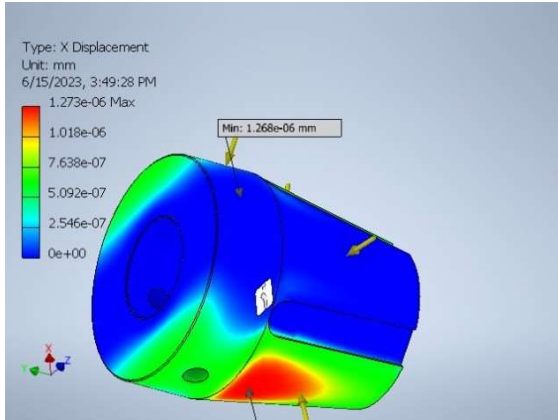 Type: X Displacement
Unit: mm
6/15/2023, 3:49:28 PM
1.273e-06 Max
1.018e-06
7.638e-07
5.092e-07
2.546e-07
0e+00
Min: 1.268e-06 mm
X
Y
Z